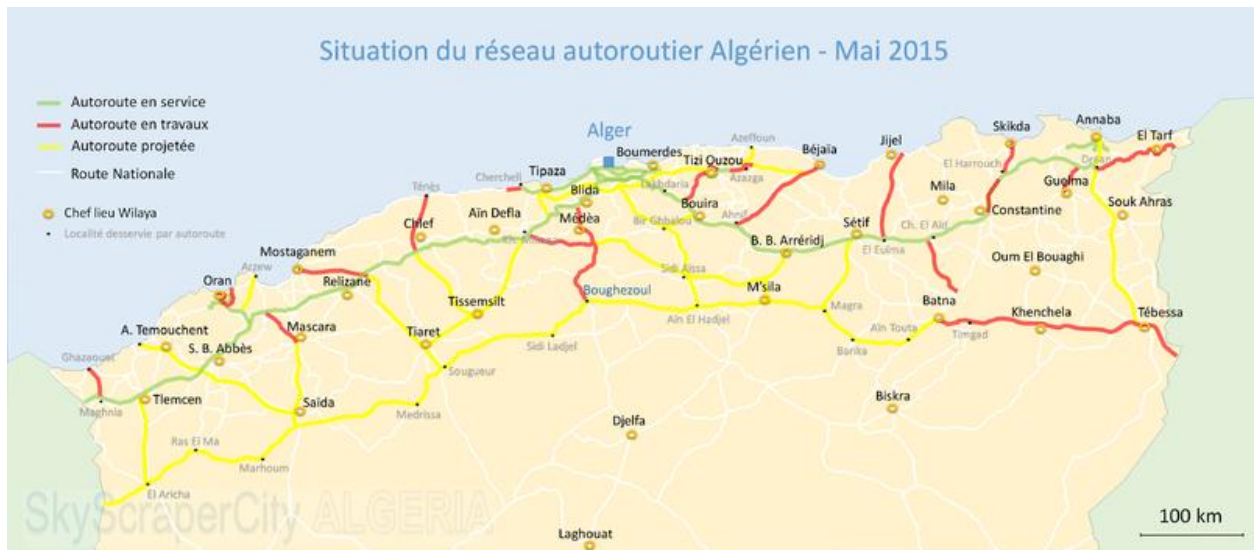 Situation du réseau autoroutier Algérien - Mai 2015
Autoroute en service
Autoroute en travaux
Autoroute projetée
Route Nationale
Chef lieu Wilaya
Localité desservie par autoroute
Alger
Boumerdes
Tizi Ouzou
Azeffoun
Azazga
Béjaïa
Jijel
Skikda
Annaba
El Tarf
El Harrouch
Dréan
Guelma
Tipaza
Cherchell
Blida
Lakhdaria
Mila
Constantine
Souk Ahras
Ténès
Chlef
Aïn Defla
Médéa
Bouira
Bir Ghbalou
Ahnif
Sétif
Ch. El Aïd
El Eulma
B. B. Arréridj
Oum El Bouaghi
Mostaganem
Arzew
Oran
Relizane
Tissemsilt
Boughezoul
Sidi Aïssa
M'sila
Magra
Batna
Khenchela
Tébessa
A. Temouchent
S. B. Abbès
Mascara
Tiaret
Sidi Ladjel
Aïn El Hadjel
Barika
Aïn Touta
Timgad
Ghazaouet
Maghnia
Tlemcen
Saïda
Sougueur
Medrissa
Biskra
Djelfa
Ras El Ma
Marhoum
El Aricha
Laghouat
SkyScraperCity ALGERIA
100 km